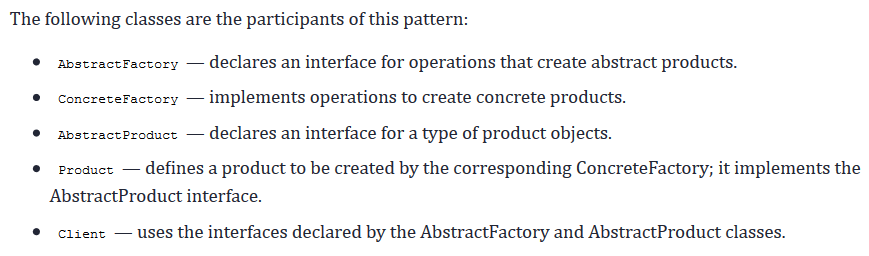 The following classes are the participants of this pattern:
• AbstractFactory — declares an interface for operations that create abstract products.
• ConcreteFactory — implements operations to create concrete products.
• AbstractProduct — declares an interface for a type of product objects.
• Product — defines a product to be created by the corresponding ConcreteFactory; it implements the
AbstractProduct interface.
• Client — uses the interfaces declared by the AbstractFactory and AbstractProduct classes.